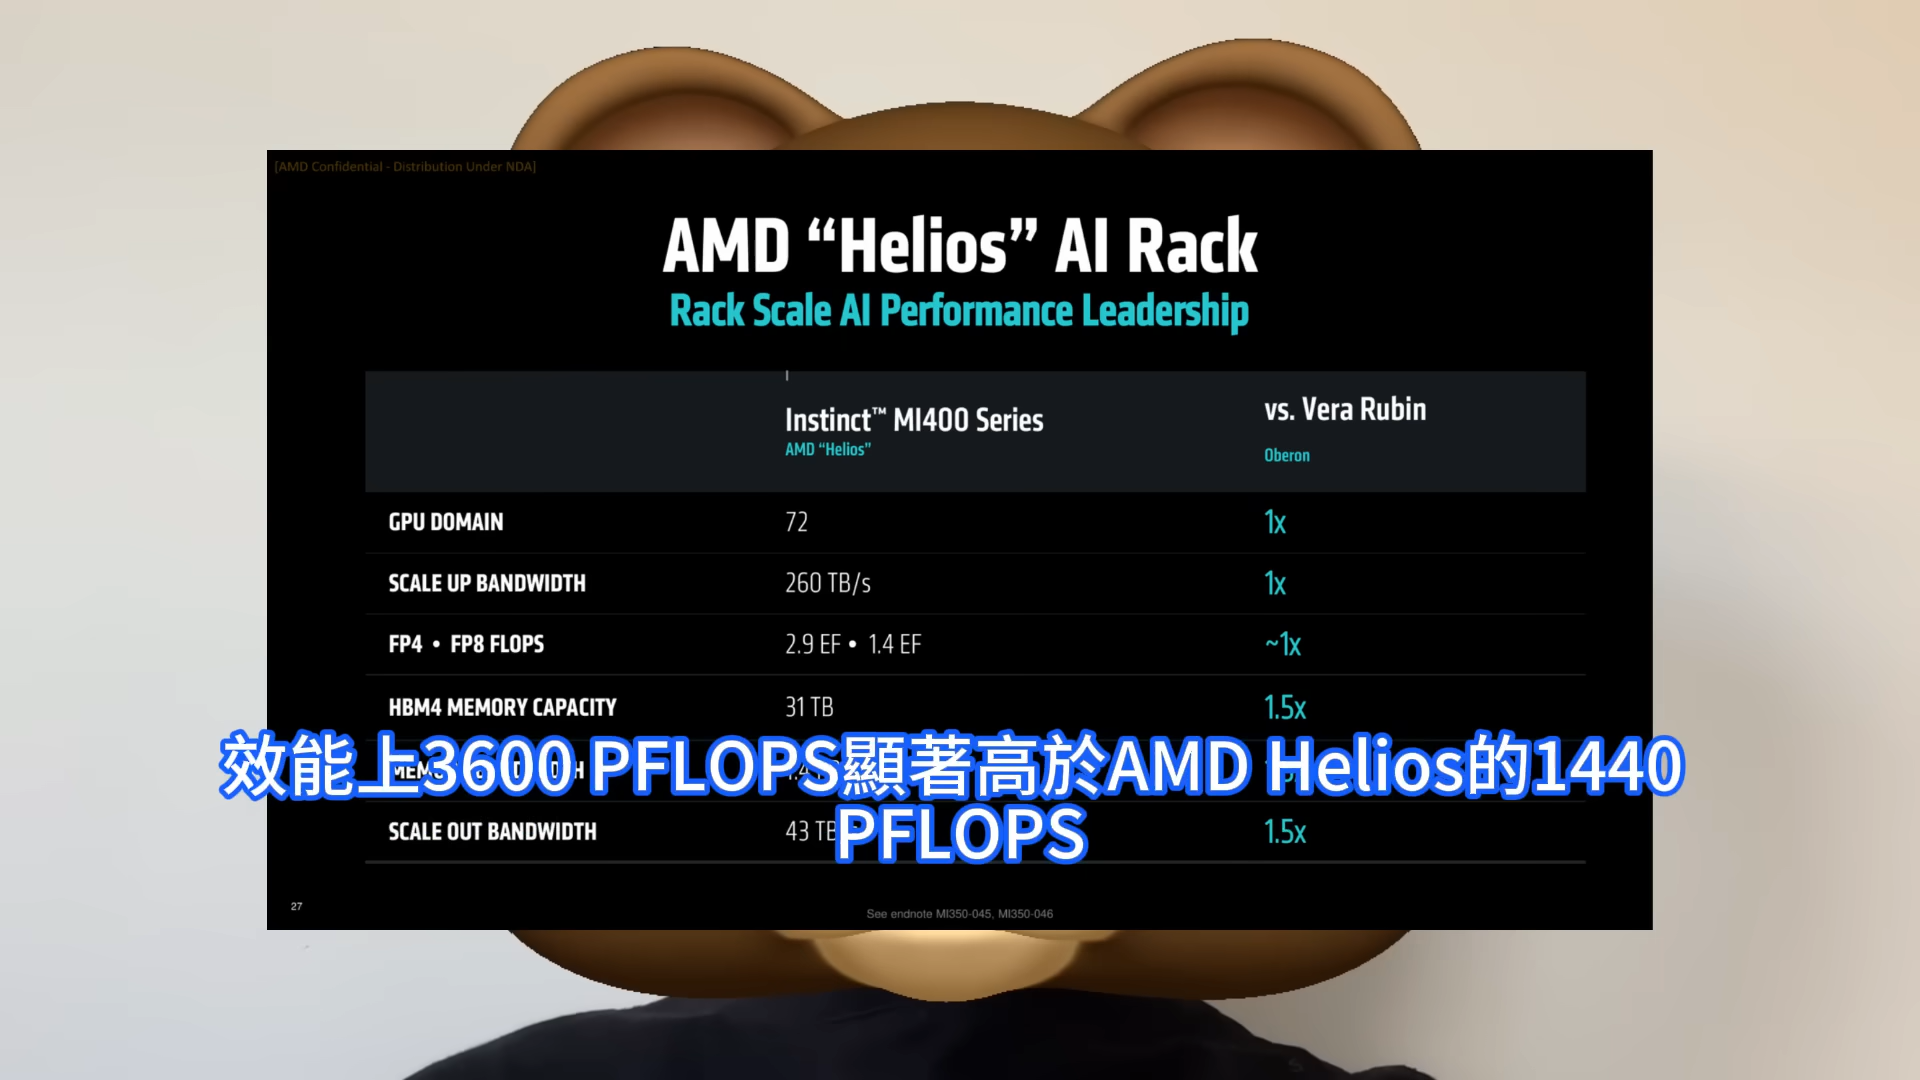 [AMD Confidential - Distribution Under NDA]
AMD “Helios” AI Rack
Rack Scale AI Performance Leadership
Instinct™ MI400 Series
AMD “Helios”
vs. Vera Rubin
Oberon
GPU DOMAIN 72 1x
SCALE UP BANDWIDTH 260 TB/s 1x
FP4 • FP8 FLOPS 2.9 EF • 1.4 EF ~1x
HBM4 MEMORY CAPACITY 31 TB 1.5x
效能上3600 PFLOPS顯著高於AMD Helios的1440
PFLOPS
SCALE OUT BANDWIDTH 43 1.5x
27
See endnote MI350-045, MI350-046